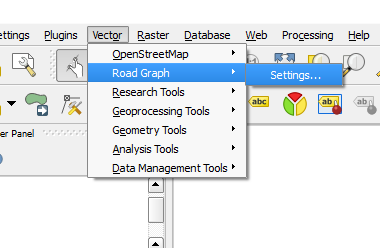 ettings Plugins Vector Raster Database Web Processing Help
OpenStreetMap
Road Graph
Settings...
Research Tools
abc
ab
Geoprocessing Tools
er Panel
Geometry Tools
Analysis Tools
Data Management Tools